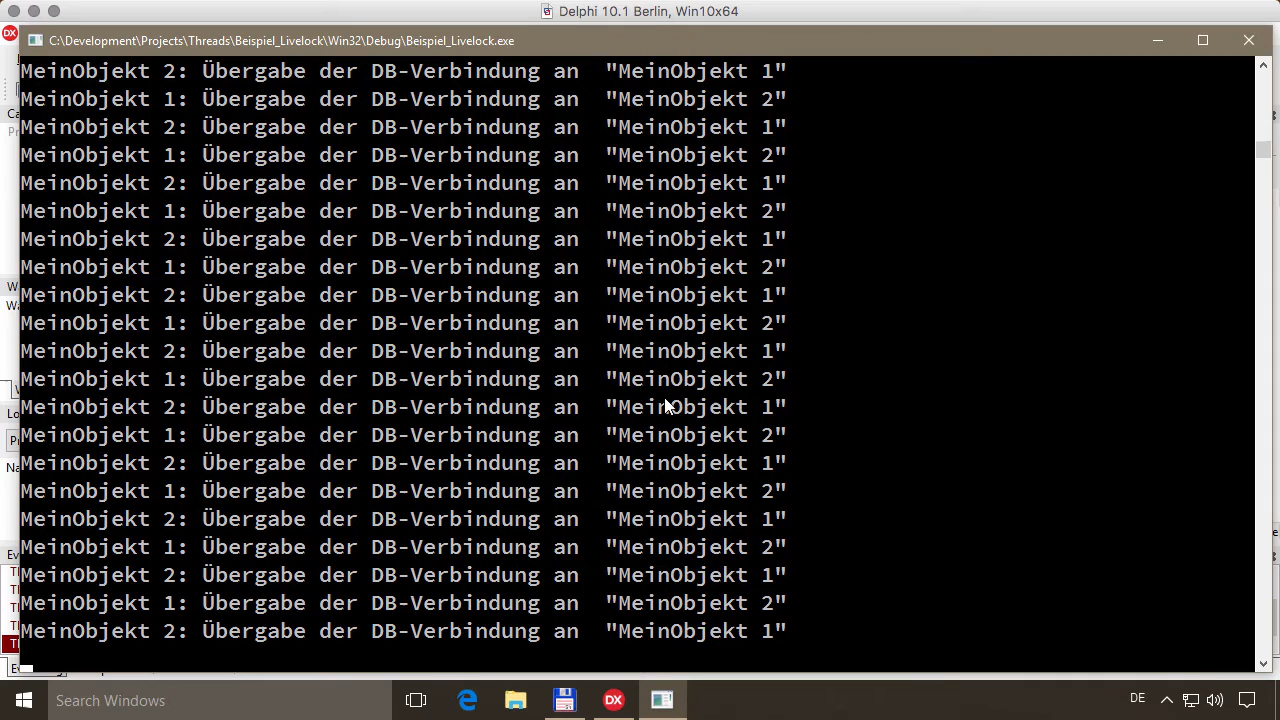 Delphi 10.1 Berlin, Win10x64
C:\Development\Projects\Threads\Beispiel_Livelock\Win32\Debug\Beispiel_Livelock.exe
MeinObjekt 2: Übergabe der DB-Verbindung an  "MeinObjekt 1"
MeinObjekt 1: Übergabe der DB-Verbindung an  "MeinObjekt 2"
MeinObjekt 2: Übergabe der DB-Verbindung an  "MeinObjekt 1"
MeinObjekt 1: Übergabe der DB-Verbindung an  "MeinObjekt 2"
MeinObjekt 2: Übergabe der DB-Verbindung an  "MeinObjekt 1"
MeinObjekt 1: Übergabe der DB-Verbindung an  "MeinObjekt 2"
MeinObjekt 2: Übergabe der DB-Verbindung an  "MeinObjekt 1"
MeinObjekt 1: Übergabe der DB-Verbindung an  "MeinObjekt 2"
MeinObjekt 2: Übergabe der DB-Verbindung an  "MeinObjekt 1"
MeinObjekt 1: Übergabe der DB-Verbindung an  "MeinObjekt 2"
MeinObjekt 2: Übergabe der DB-Verbindung an  "MeinObjekt 1"
MeinObjekt 1: Übergabe der DB-Verbindung an  "MeinObjekt 2"
MeinObjekt 2: Übergabe der DB-Verbindung an  "MeinObjekt 1"
MeinObjekt 1: Übergabe der DB-Verbindung an  "MeinObjekt 2"
MeinObjekt 2: Übergabe der DB-Verbindung an  "MeinObjekt 1"
MeinObjekt 1: Übergabe der DB-Verbindung an  "MeinObjekt 2"
MeinObjekt 2: Übergabe der DB-Verbindung an  "MeinObjekt 1"
MeinObjekt 1: Übergabe der DB-Verbindung an  "MeinObjekt 2"
MeinObjekt 2: Übergabe der DB-Verbindung an  "MeinObjekt 1"
MeinObjekt 1: Übergabe der DB-Verbindung an  "MeinObjekt 2"
MeinObjekt 2: Übergabe der DB-Verbindung an  "MeinObjekt 1"
Search Windows
DX
DE